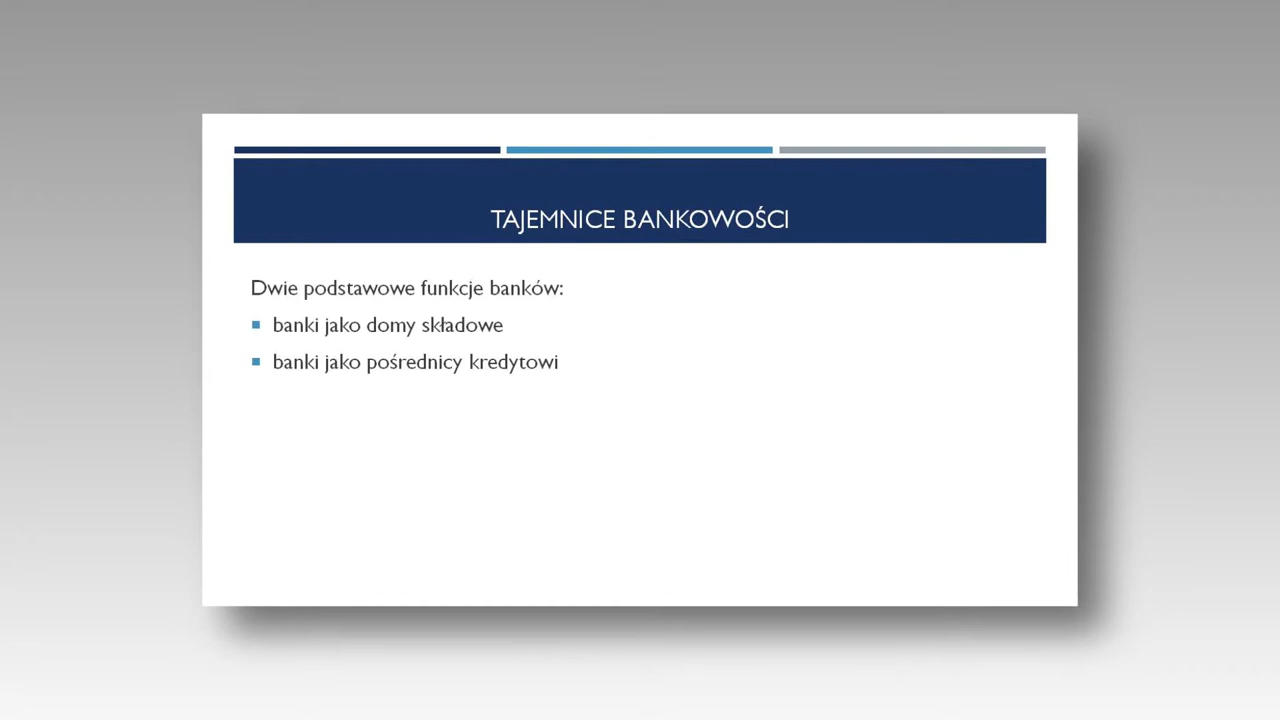 TAJEMNICE BANKOWOŚCI
Dwie podstawowe funkcje banków:
banki jako domy składowe
banki jako pośrednicy kredytowi